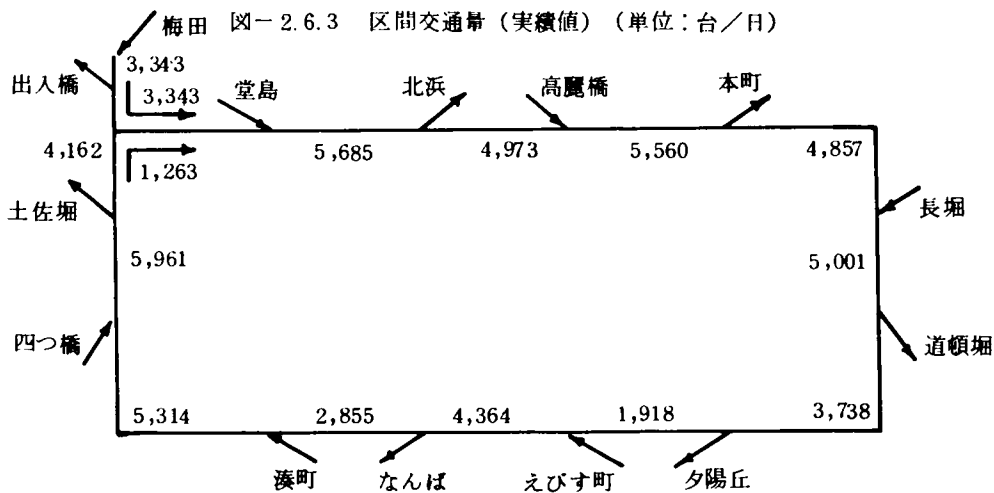 梅田 図－2.6.3 区間交通量（実績値）（単位：台／日）
出入橋
3,343
3,343
堂島
北浜
高麗橋
本町
4,162
1,263
5,685
4,973
5,560
4,857
土佐堀
長堀
5,961
5,001
四つ橋
道頓堀
5,314
2,855
4,364
1,918
3,738
湊町
なんば
えびす町
夕陽丘